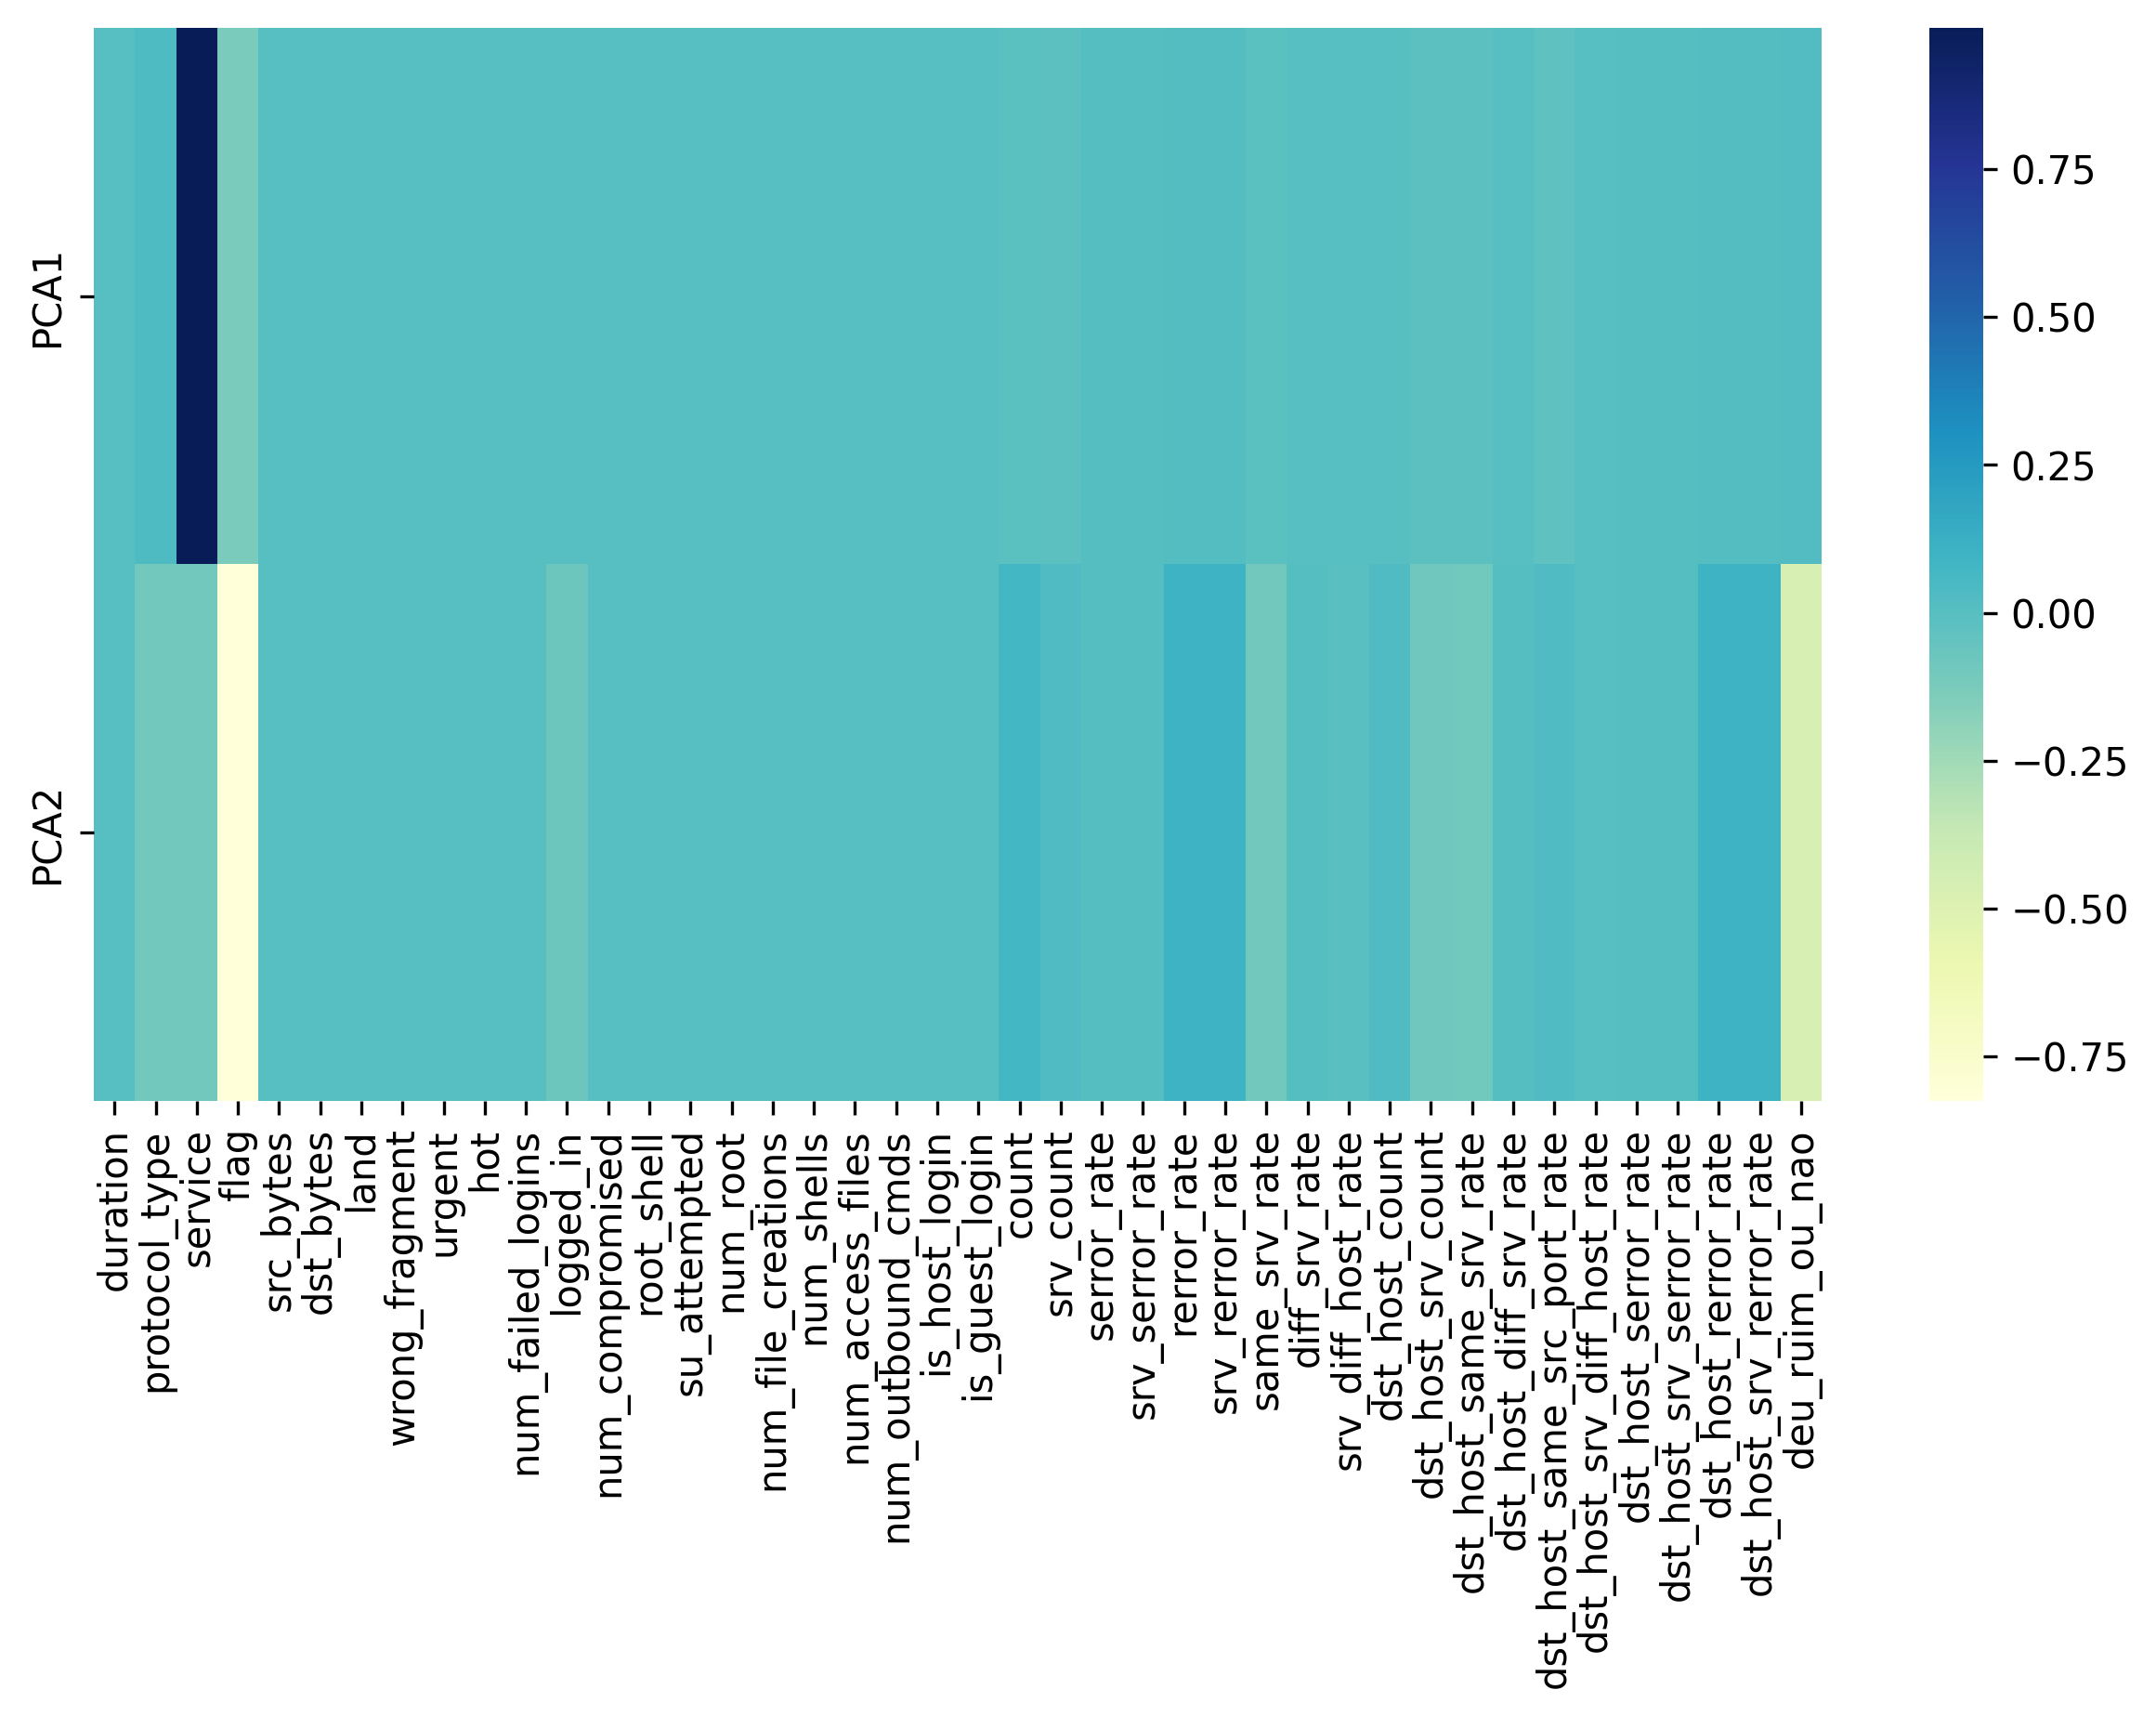 PCA1
PCA2
duration
protocol_type
service
flag
src_bytes
dst_bytes
land
wrong_fragment
urgent
hot
num_failed_logins
logged_in
num_compromised
root_shell
su_attempted
num_root
num_file_creations
num_shells
num_access_files
num_outbound_cmds
is_host_login
is_guest_login
count
srv_count
serror_rate
srv_serror_rate
rerror_rate
srv_rerror_rate
same_srv_rate
diff_srv_rate
srv_diff_host_rate
dst_host_count
dst_host_srv_count
dst_host_same_srv_rate
dst_host_diff_srv_rate
dst_host_same_src_port_rate
dst_host_srv_diff_host_rate
dst_host_serror_rate
dst_host_srv_serror_rate
dst_host_rerror_rate
dst_host_srv_rerror_rate
deu_ruim_ou_nao
0.75
0.50
0.25
0.00
−0.25
−0.50
−0.75